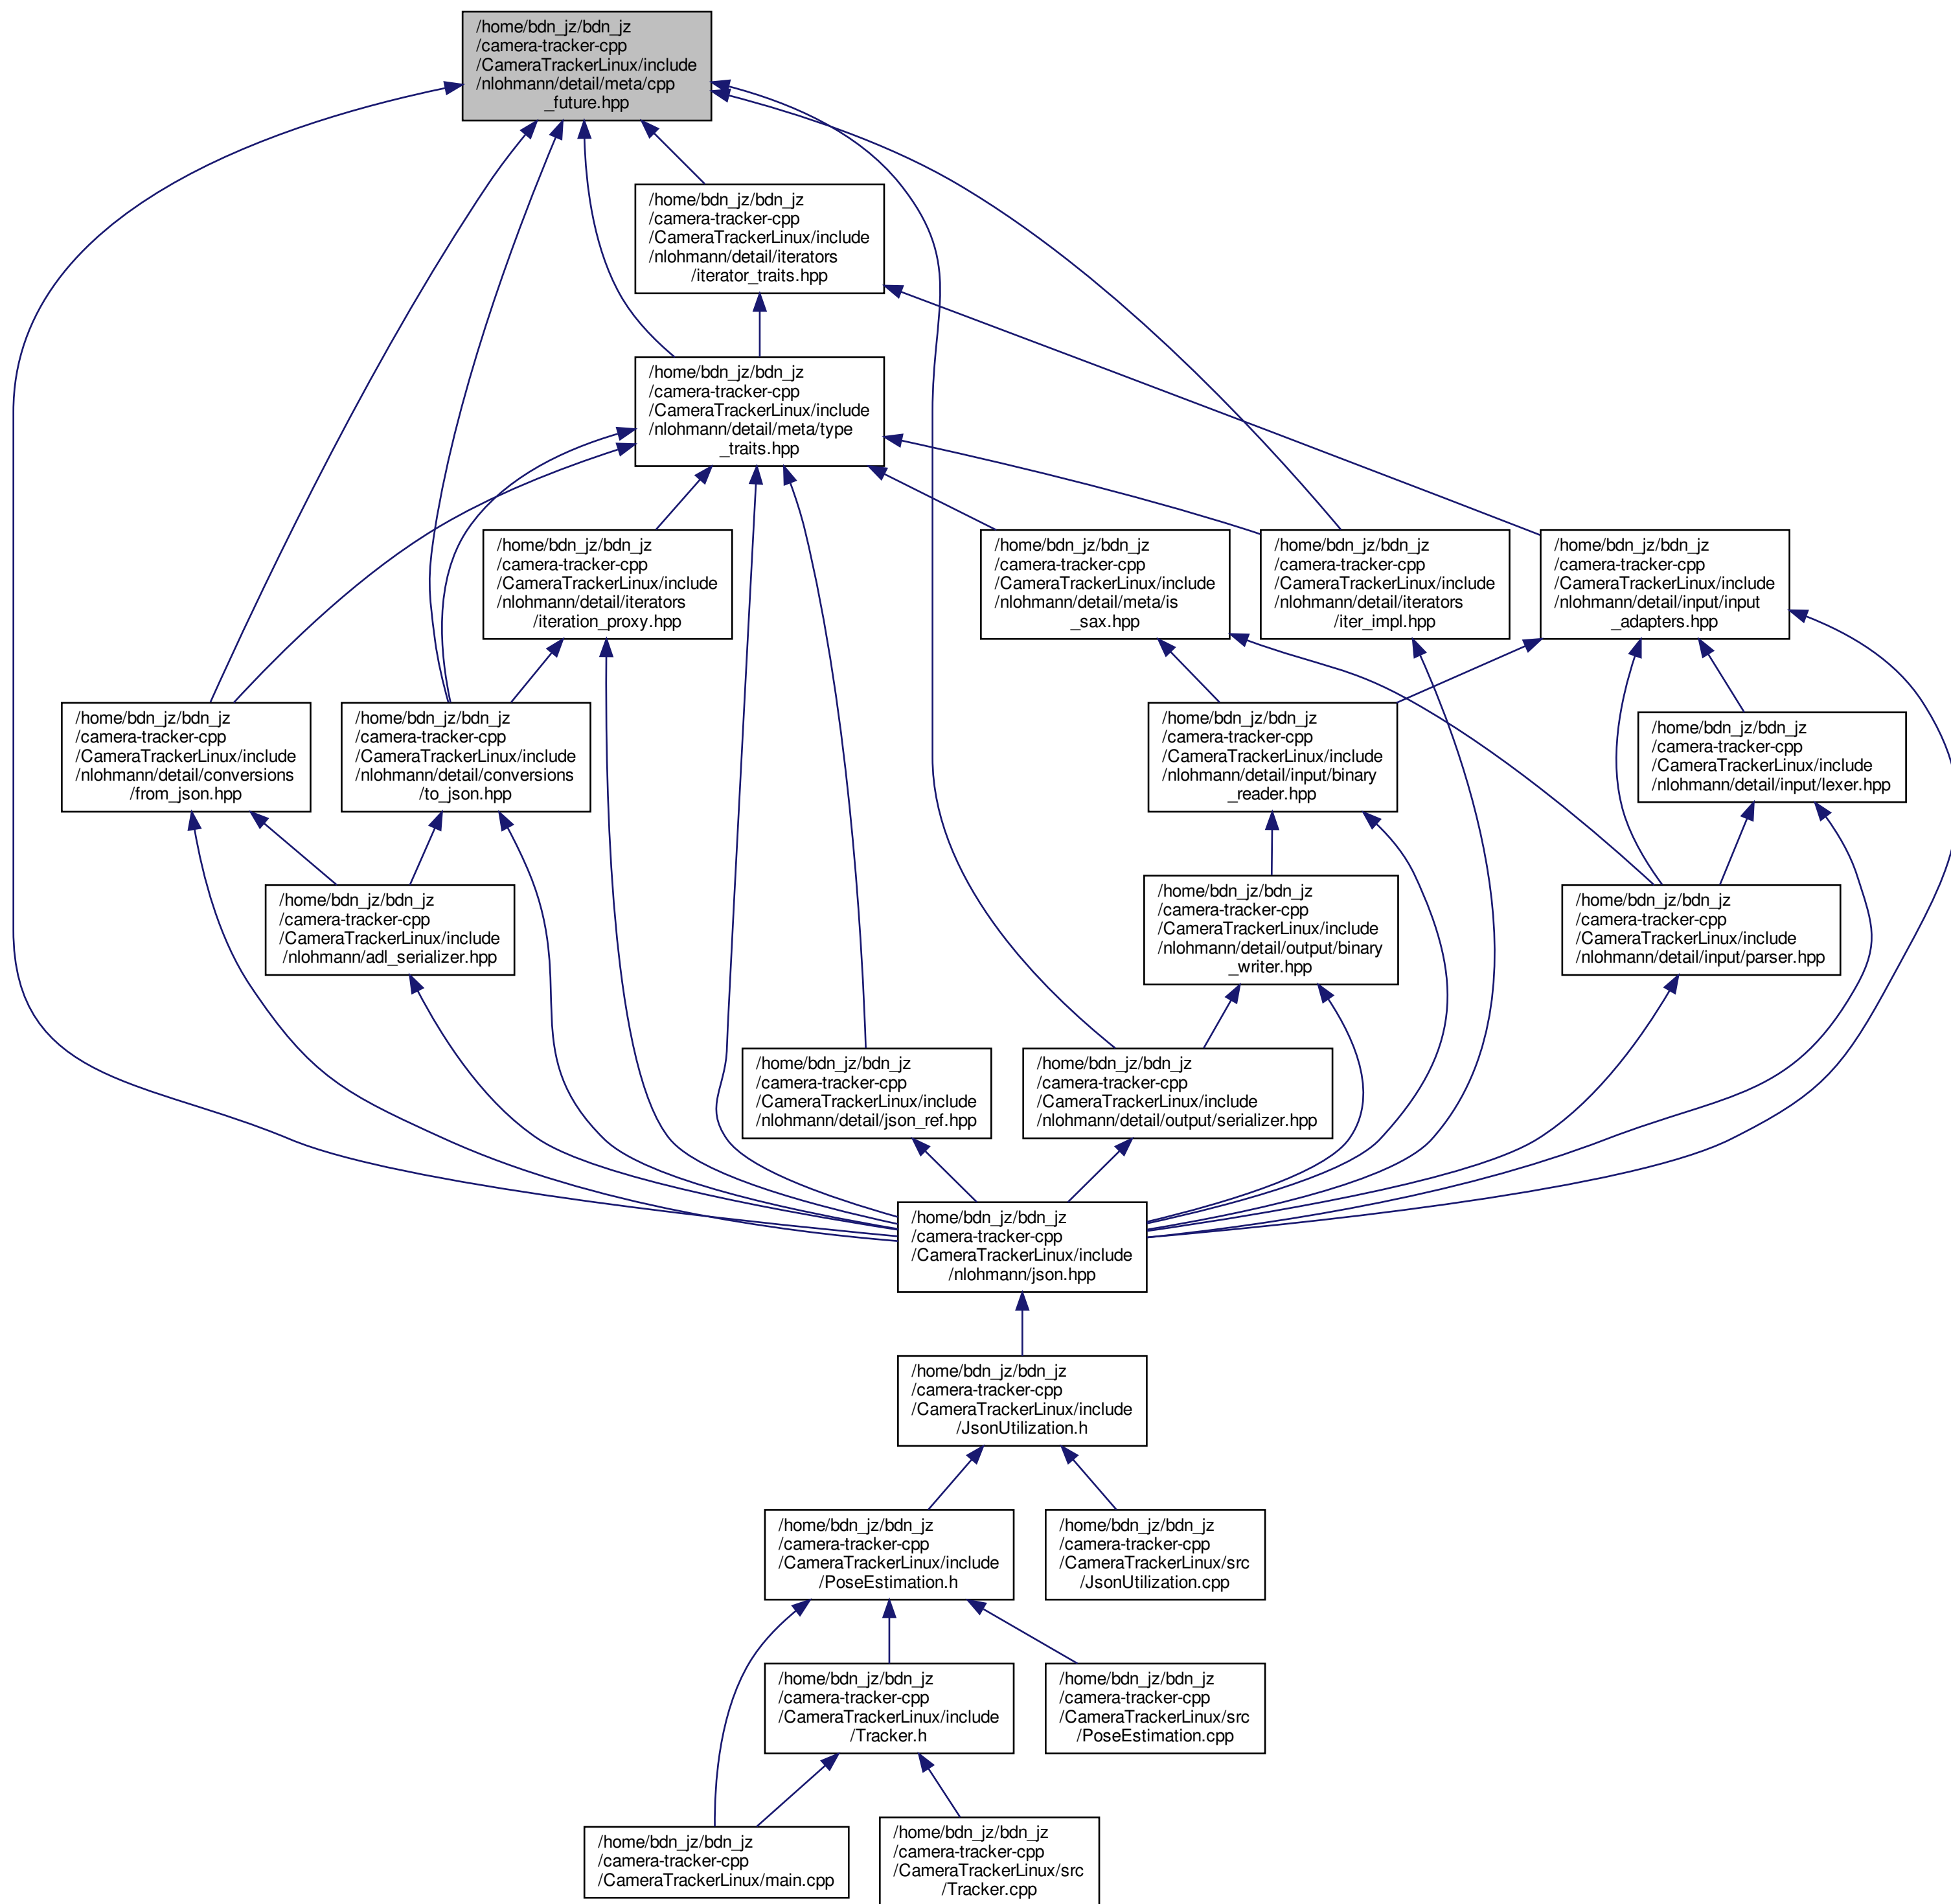 /home/bdn_jz/bdn_jz
/camera-tracker-cpp
/CameraTrackerLinux/include
/nlohmann/detail/meta/cpp
_future.hpp
/home/bdn_jz/bdn_jz
/camera-tracker-cpp
/CameraTrackerLinux/include
/nlohmann/detail/iterators
/iterator_traits.hpp
/home/bdn_jz/bdn_jz
/camera-tracker-cpp
/CameraTrackerLinux/include
/nlohmann/detail/meta/type
_traits.hpp
/home/bdn_jz/bdn_jz
/camera-tracker-cpp
/CameraTrackerLinux/include
/nlohmann/detail/iterators
/iteration_proxy.hpp
/home/bdn_jz/bdn_jz
/camera-tracker-cpp
/CameraTrackerLinux/include
/nlohmann/detail/meta/is
_sax.hpp
/home/bdn_jz/bdn_jz
/camera-tracker-cpp
/CameraTrackerLinux/include
/nlohmann/detail/iterators
/iter_impl.hpp
/home/bdn_jz/bdn_jz
/camera-tracker-cpp
/CameraTrackerLinux/include
/nlohmann/detail/input/input
_adapters.hpp
/home/bdn_jz/bdn_jz
/camera-tracker-cpp
/CameraTrackerLinux/include
/nlohmann/detail/conversions
/from_json.hpp
/home/bdn_jz/bdn_jz
/camera-tracker-cpp
/CameraTrackerLinux/include
/nlohmann/detail/conversions
/to_json.hpp
/home/bdn_jz/bdn_jz
/camera-tracker-cpp
/CameraTrackerLinux/include
/nlohmann/detail/input/binary
_reader.hpp
/home/bdn_jz/bdn_jz
/camera-tracker-cpp
/CameraTrackerLinux/include
/nlohmann/detail/input/lexer.hpp
/home/bdn_jz/bdn_jz
/camera-tracker-cpp
/CameraTrackerLinux/include
/nlohmann/adl_serializer.hpp
/home/bdn_jz/bdn_jz
/camera-tracker-cpp
/CameraTrackerLinux/include
/nlohmann/detail/output/binary
_writer.hpp
/home/bdn_jz/bdn_jz
/camera-tracker-cpp
/CameraTrackerLinux/include
/nlohmann/detail/input/parser.hpp
/home/bdn_jz/bdn_jz
/camera-tracker-cpp
/CameraTrackerLinux/include
/nlohmann/detail/json_ref.hpp
/home/bdn_jz/bdn_jz
/camera-tracker-cpp
/CameraTrackerLinux/include
/nlohmann/detail/output/serializer.hpp
/home/bdn_jz/bdn_jz
/camera-tracker-cpp
/CameraTrackerLinux/include
/nlohmann/json.hpp
/home/bdn_jz/bdn_jz
/camera-tracker-cpp
/CameraTrackerLinux/include
/JsonUtilization.h
/home/bdn_jz/bdn_jz
/camera-tracker-cpp
/CameraTrackerLinux/include
/PoseEstimation.h
/home/bdn_jz/bdn_jz
/camera-tracker-cpp
/CameraTrackerLinux/src
/JsonUtilization.cpp
/home/bdn_jz/bdn_jz
/camera-tracker-cpp
/CameraTrackerLinux/include
/Tracker.h
/home/bdn_jz/bdn_jz
/camera-tracker-cpp
/CameraTrackerLinux/src
/PoseEstimation.cpp
/home/bdn_jz/bdn_jz
/camera-tracker-cpp
/CameraTrackerLinux/main.cpp
/home/bdn_jz/bdn_jz
/camera-tracker-cpp
/CameraTrackerLinux/src
/Tracker.cpp